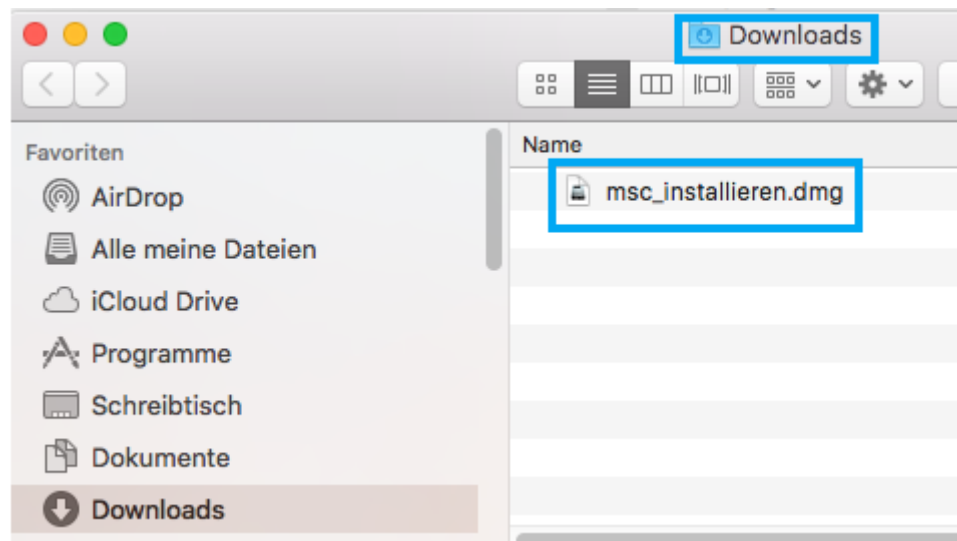 Downloads
Favoriten
AirDrop
Alle meine Dateien
iCloud Drive
Programme
Schreibtisch
Dokumente
Downloads
Name
msc_installieren.dmg